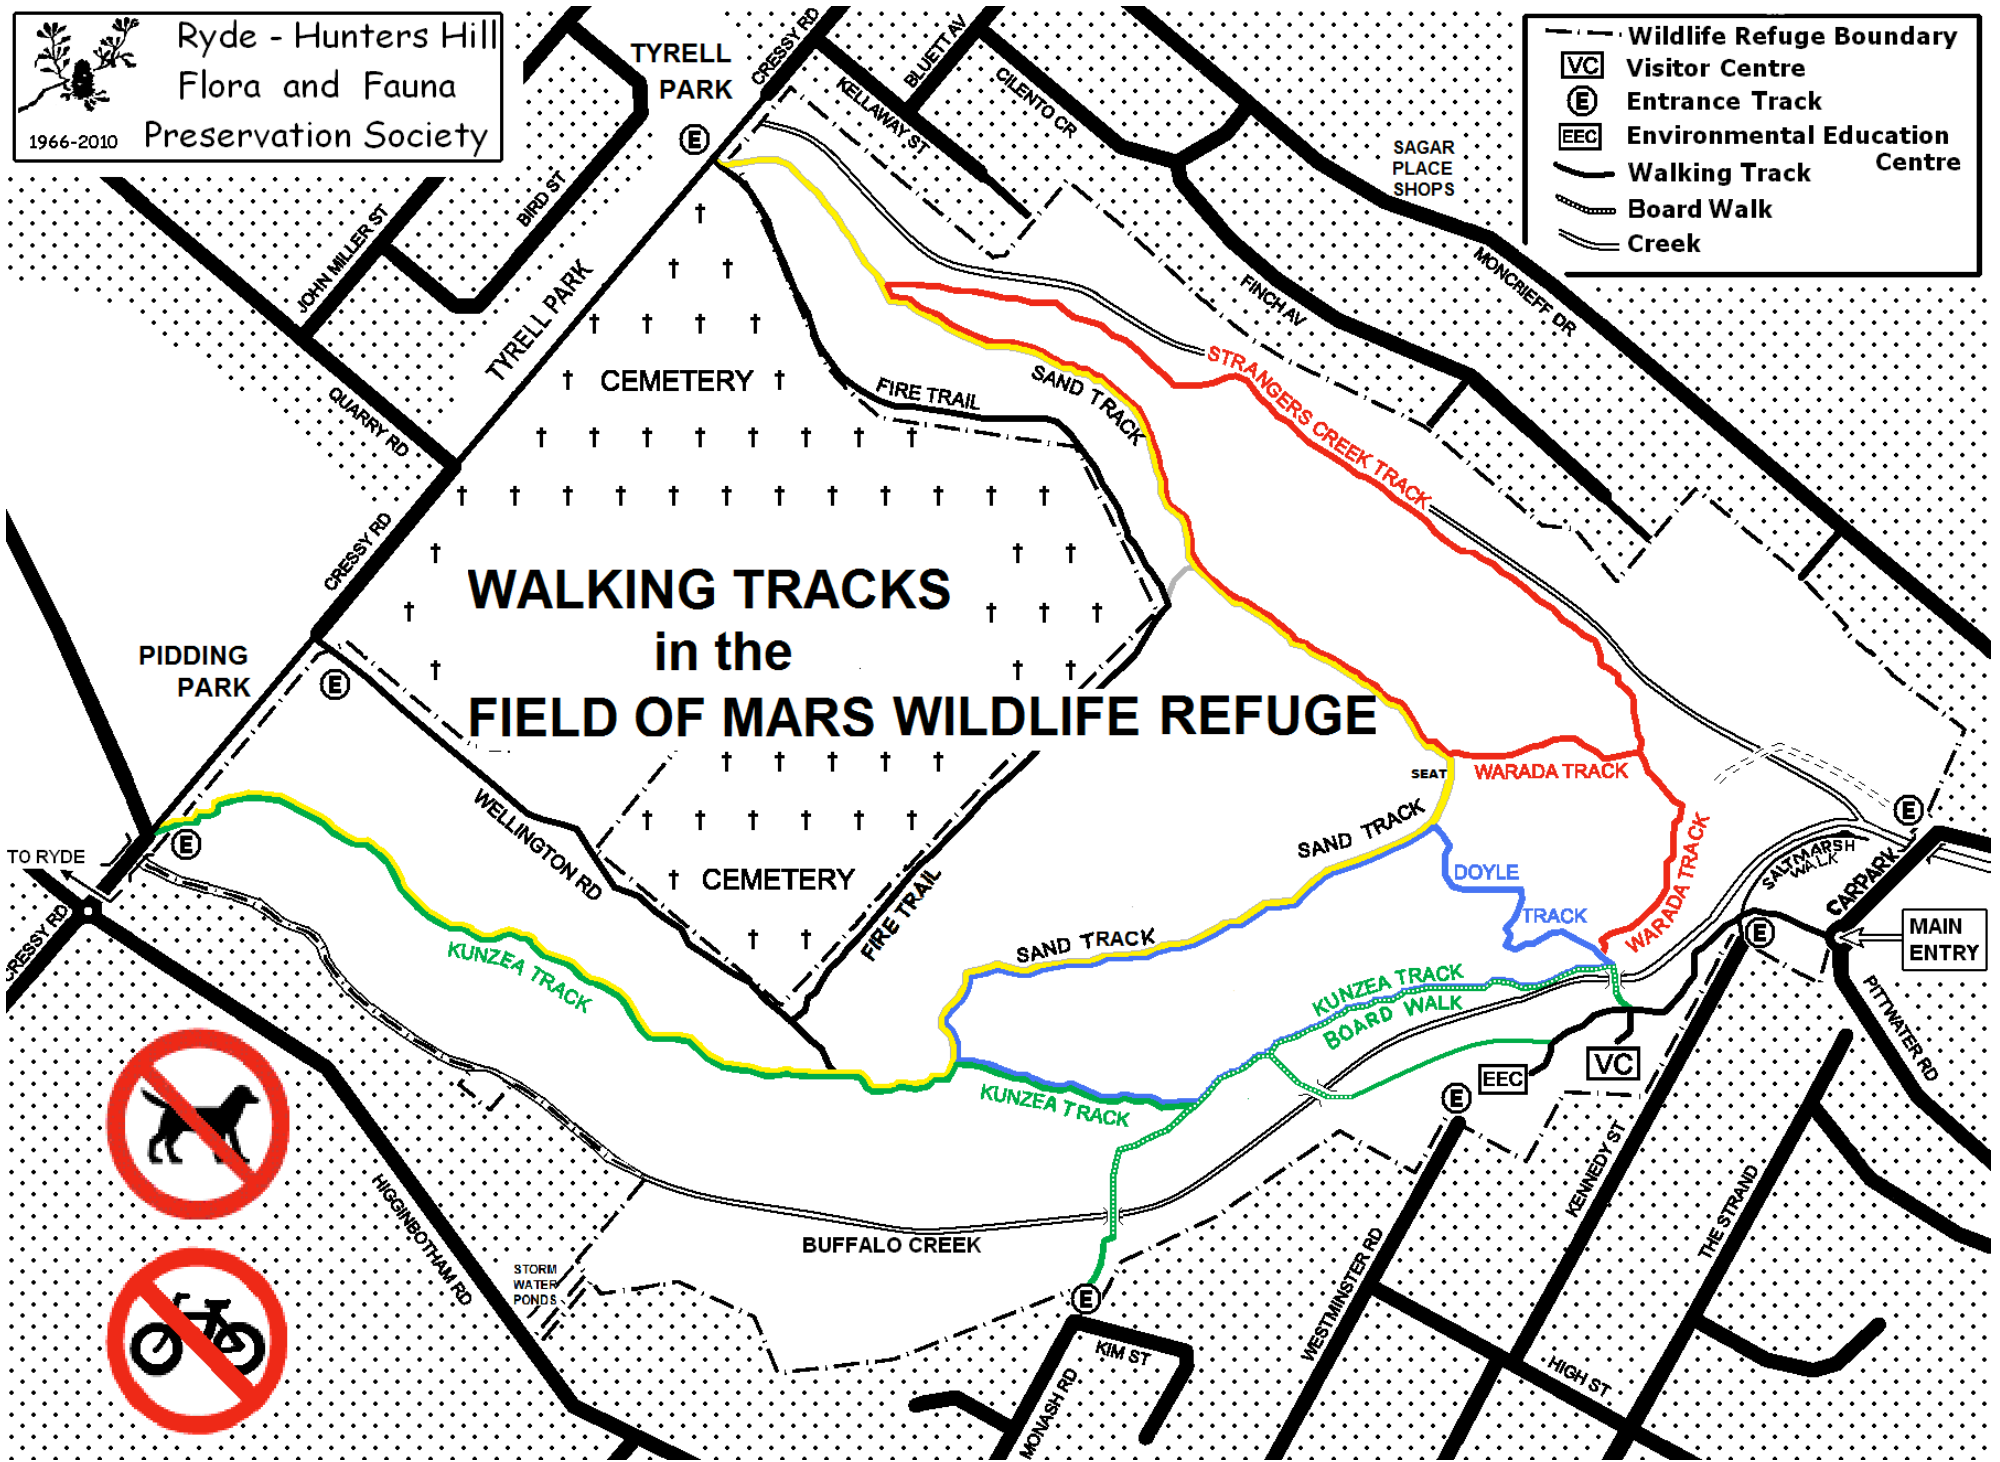 Ryde - Hunters Hill
Flora and Fauna
Preservation Society
1966-2010
TYRELL
PARK
E
CRESSY RD
KELLAWAY ST
BLUETT AV
CILENTO CR
SAGAR
PLACE
SHOPS
Wildlife Refuge Boundary
VC Visitor Centre
E Entrance Track
EEC Environmental Education
Centre
Walking Track
Board Walk
Creek
JOHN MILLER ST
BIRD ST
TYRELL PARK
QUARRY RD
CRESSY RD
MONCRIEFF DR
FINCH AV
CEMETERY
FIRE TRAIL
SAND TRACK
STRANGERS CREEK TRACK
WALKING TRACKS
in the
FIELD OF MARS WILDLIFE REFUGE
PIDDING
PARK
E
WELLINGTON RD
CEMETERY
FIRE TRAIL
SEAT
WARADA TRACK
SAND TRACK
DOYLE
TRACK
WARADA TRACK
SALTMARSH
WALK
CARPARK
E
E
MAIN
ENTRY
PITTWATER RD
TO RYDE
E
CRESSY RD
KUNZEA TRACK
SAND TRACK
KUNZEA TRACK
BOARD WALK
KUNZEA TRACK
EEC
VC
E
BUFFALO CREEK
HIGGINBOTHAM RD
STORM
WATER
PONDS
E
KIM ST
MONASH RD
WESTMINSTER RD
KENNEDY ST
THE STRAND
HIGH ST